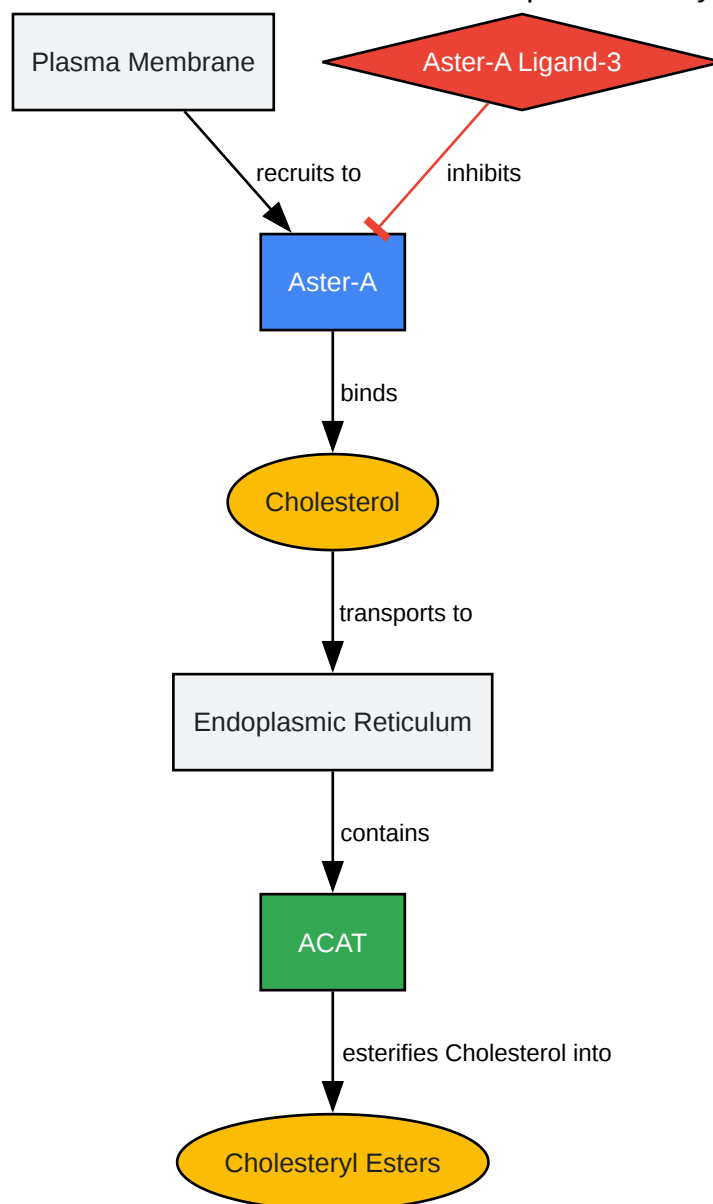 Plasma Membrane
Aster-A Ligand-3
recruits to
inhibits
Aster-A
binds
Cholesterol
transports to
Endoplasmic Reticulum
contains
ACAT
esterifies Cholesterol into
Cholesteryl Esters